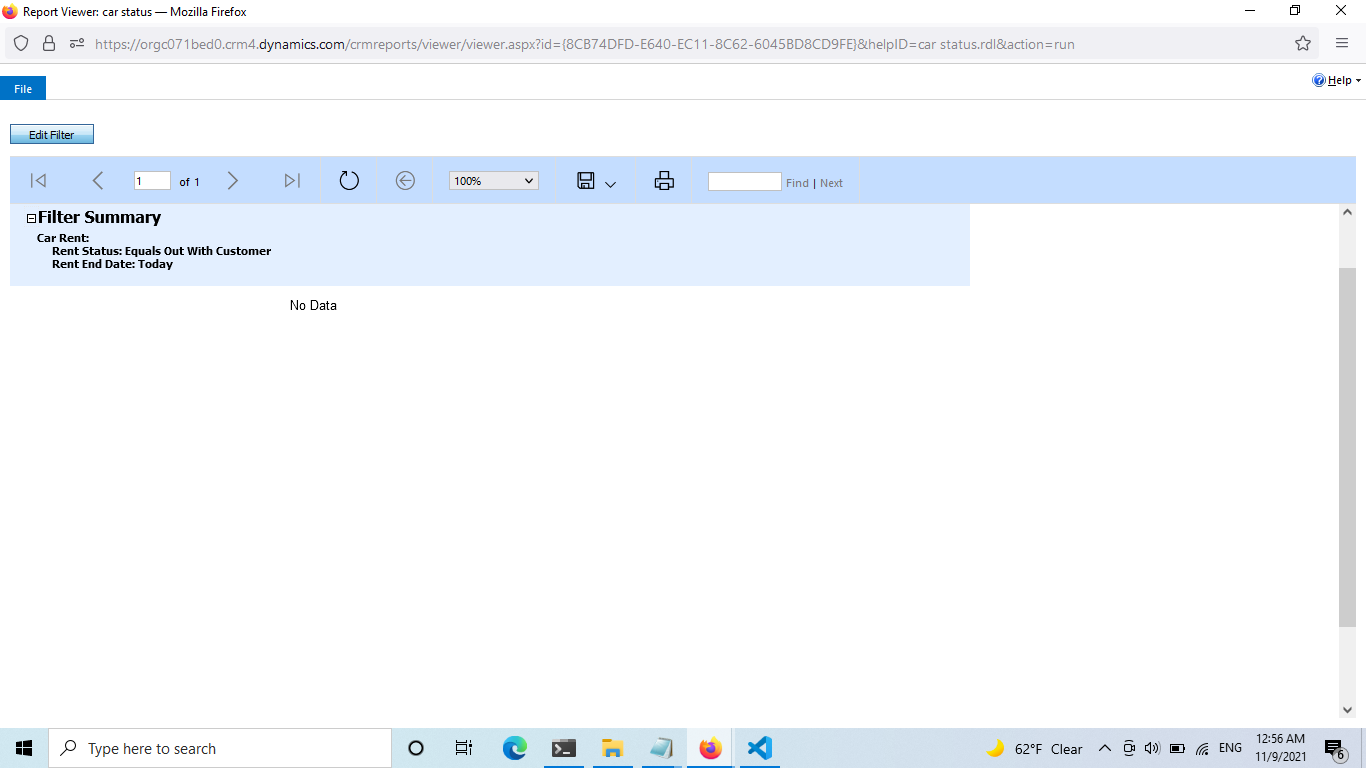 Report Viewer: car status — Mozilla Firefox
https://orgc071bed0.crm4.dynamics.com/crmreports/viewer/viewer.aspx?id={8CB74DFD-E640-EC11-8C62-6045BD8CD9FE}&helpID=car status.rdl&action=run
File
Help
Edit Filter
1 of 1 100% Find | Next
Filter Summary
Car Rent:
Rent Status: Equals Out With Customer
Rent End Date: Today
No Data
Type here to search
62°F Clear
ENG
12:56 AM
11/9/2021
6